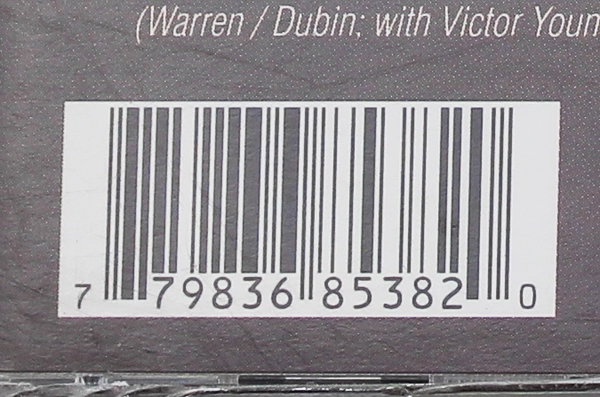 (Warren / Dubin; with Victor Youn
7 79836 85382 0